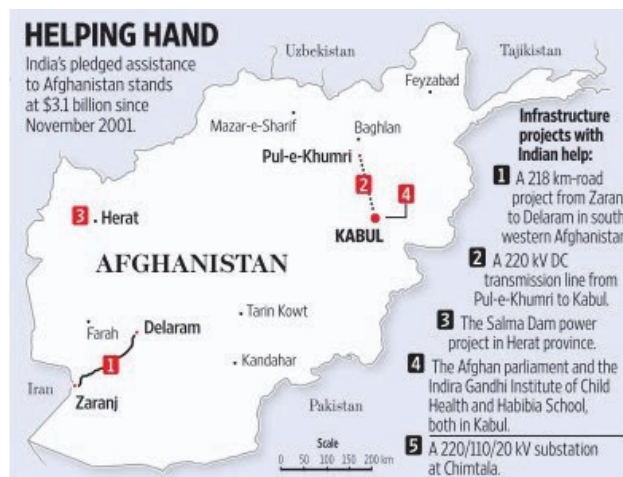 HELPING HAND
India's pledged assistance
to Afghanistan stands
at $3.1 billion since
November 2001.
Uzbekistan
Tajikistan
Feyzabad
Mazar-e-Sharif
Baghlan
Pul-e-Khumri
2
4
KABUL
3
Herat
AFGHANISTAN
Tarin Kowt
Farah
Delaram
1
Kandahar
Iran
Zaranj
Pakistan
Scale
0 50 100 150 200 km
Infrastructure
projects with
Indian help:
1 A 218 km-road
project from Zaran
to Delaram in south
western Afghanistan
2 A 220 kV DC
transmission line from
Pul-e-Khumri to Kabul.
3 The Salma Dam power
project in Herat province.
4 The Afghan parliament and the
Indira Gandhi Institute of Child
Health and Habibia School,
both in Kabul.
5 A 220/110/20 kV substation
at Chimtala.